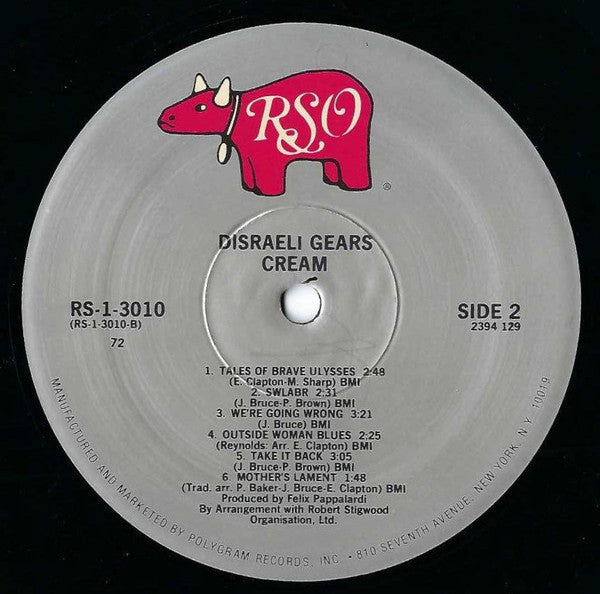 RSO
®
DISRAELI GEARS
CREAM
RS-1-3010
(RS-1-3010-B)
72
SIDE 2
2394 129
1. TALES OF BRAVE ULYSSES 2:48
(E. Clapton-M. Sharp) BMI
2. SWLABR 2:31
(J. Bruce-P. Brown) BMI
3. WE'RE GOING WRONG 3:21
(J. Bruce) BMI
4. OUTSIDE WOMAN BLUES 2:25
(Reynolds: Arr. E. Clapton) BMI
5. TAKE IT BACK 3:05
(J. Bruce-P. Brown) BMI
6. MOTHER'S LAMENT 1:48
(Trad. arr. P. Baker-J. Bruce-E. Clapton) BMI
Produced by Felix Pappalardi
By Arrangement with Robert Stigwood
Organisation, Ltd.
MANUFACTURED AND MARKETED BY POLYGRAM RECORDS, INC. • 810 SEVENTH AVENUE, NEW YORK, N.Y. 10019